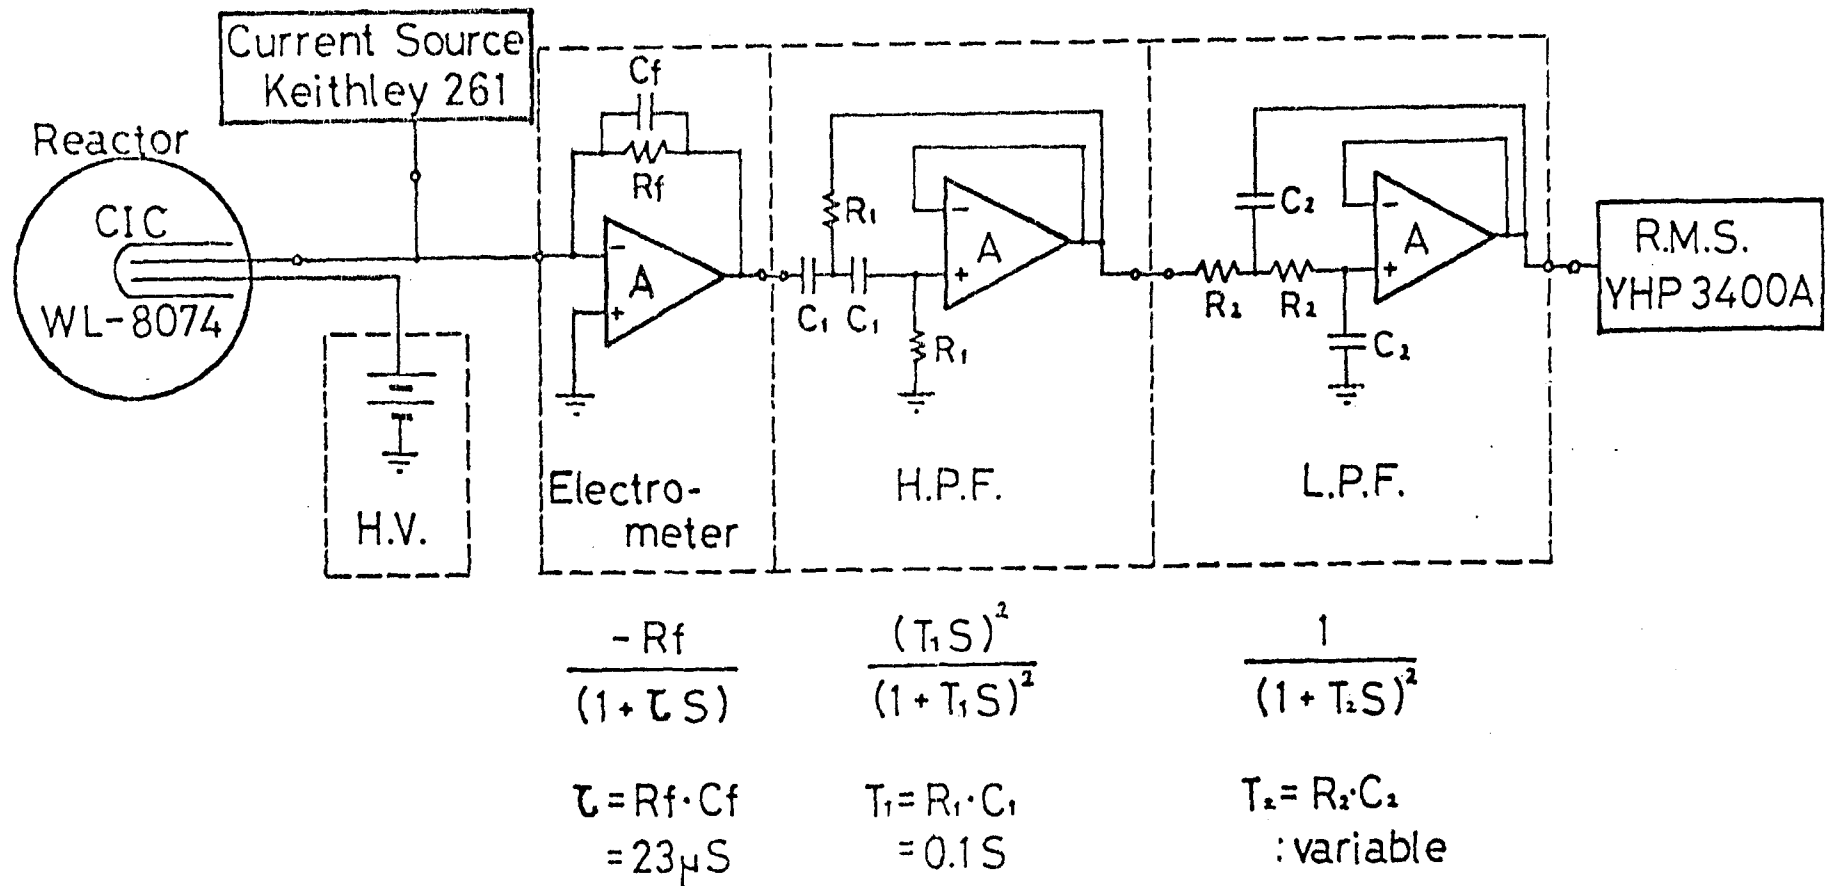 Current Source
Keithley 261
Reactor
CIC
WL-8074
H.V.
Cf
Rf
-
A
+
Electro-
meter
C₁
C₁
R₁
R₁
-
A
+
H.P.F.
R₂
R₂
C₂
C₂
-
A
+
L.P.F.
R.M.S.
YHP 3400A
-Rf
(1+τS)
τ=Rf·Cf
=23μS
(T₁S)²
(1+T₁S)²
T₁=R₁·C₁
=0.1S
1
(1+T₂S)²
T₂=R₂·C₂
:variable